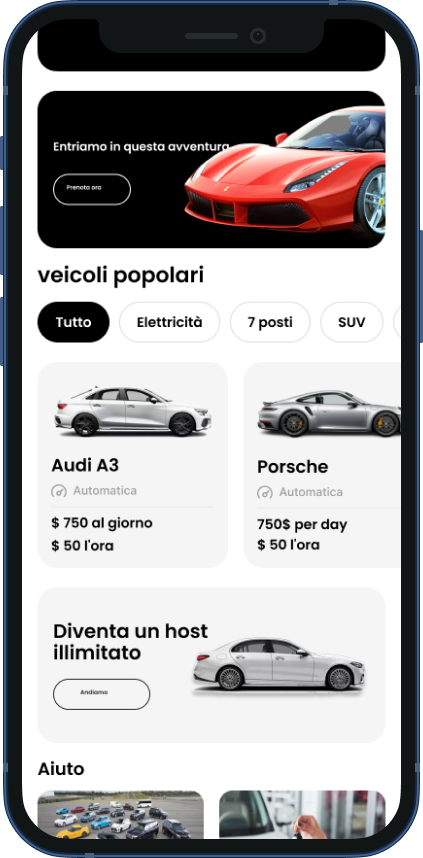 Entriamo in questa avventura
Prenota ora
veicoli popolari
Tutto
Elettricità
7 posti
SUV
Audi A3
Automatica
$ 750 al giorno
$ 50 l'ora
Porsche
Automatica
750$ per day
$ 50 l'ora
Diventa un host
illimitato
Andiamo
Aiuto